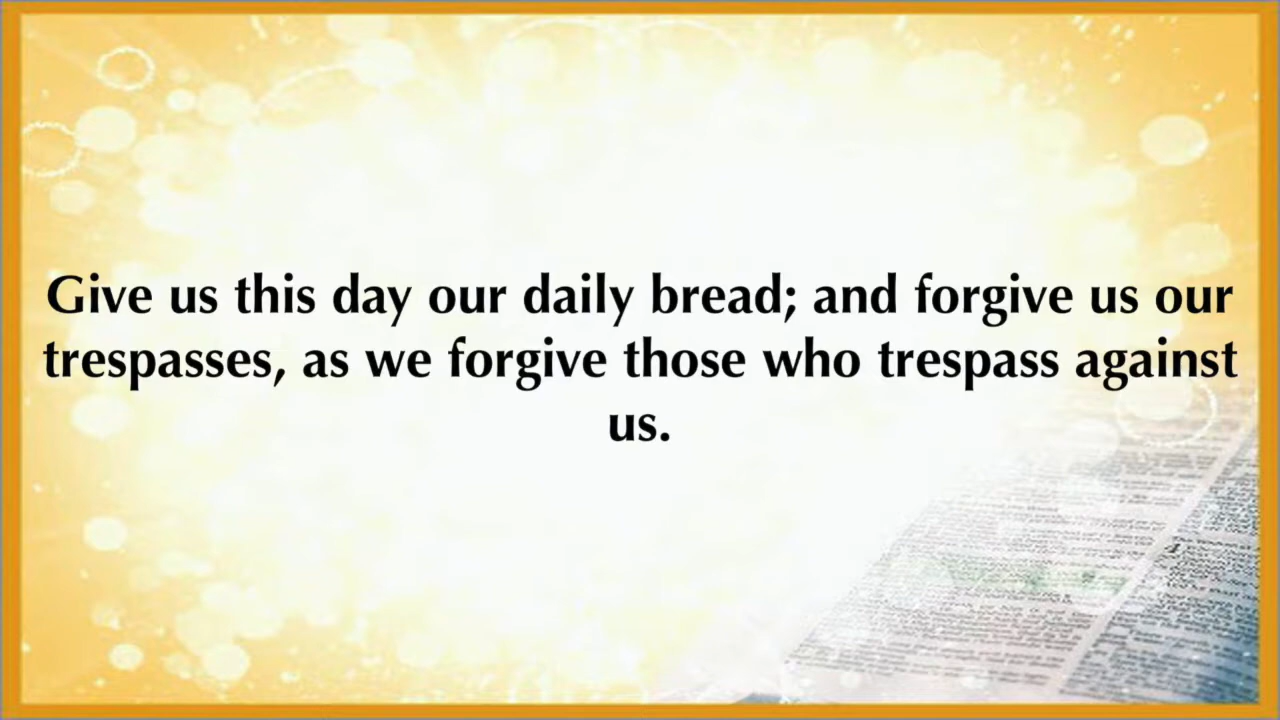 Give us this day our daily bread; and forgive us our
trespasses, as we forgive those who trespass against
us.